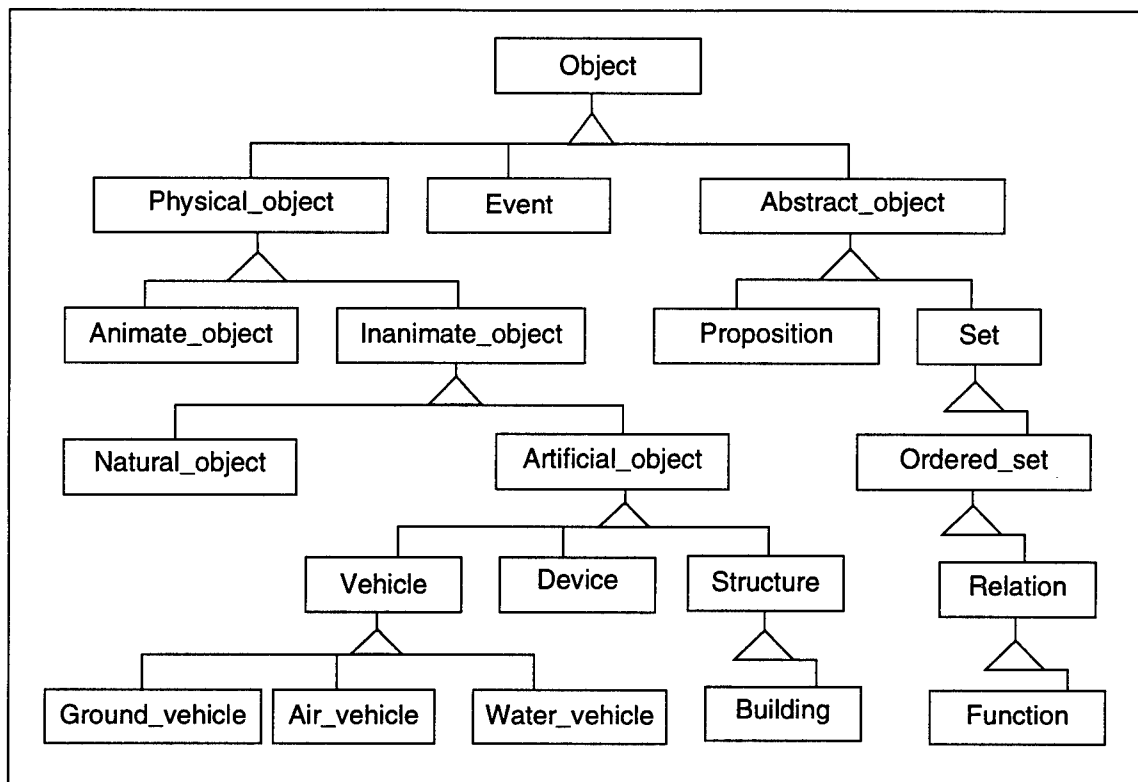 Object
Physical_object
Event
Abstract_object
Animate_object
Inanimate_object
Proposition
Set
Natural_object
Artificial_object
Ordered_set
Vehicle
Device
Structure
Relation
Ground_vehicle
Air_vehicle
Water_vehicle
Building
Function